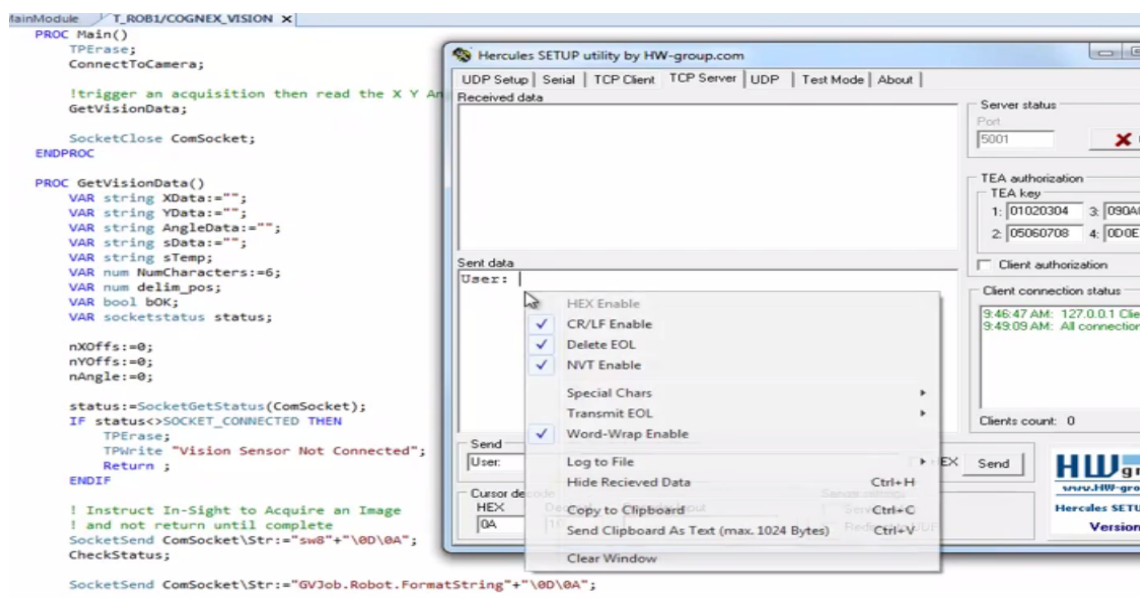 T_ROB1/COGNEX_VISION
PROC Main()
TPErase;
ConnectToCamera;
!trigger an acquisition then read the X Y An
GetVisionData;
SocketClose ComSocket;
ENDPROC
PROC GetVisionData()
VAR string XData:="";
VAR string YData:="";
VAR string AngleData:="";
VAR string sData:="";
VAR string sTemp;
VAR num NumCharacters:=6;
VAR num delim_pos;
VAR bool bOK;
VAR socketstatus status;
nXOffs:=0;
nYOffs:=0;
nAngle:=0;
status:=SocketGetStatus(ComSocket);
IF status<>SOCKET_CONNECTED THEN
TPErase;
TPWrite "Vision Sensor Not Connected";
Return ;
ENDIF
! Instruct In-Sight to Acquire an Image
! and not return until complete
SocketSend ComSocket\Str:="sw8"+"\0D\0A";
CheckStatus;
SocketSend ComSocket\Str:="GVJob.Robot.FormatString"+"\0D\0A";
Hercules SETUP utility by HW-group.com
UDP Setup Serial TCP Client TCP Server UDP Test Mode About
Received data
Sent data
User:
HEX Enable
CR/LF Enable
Delete EOL
NVT Enable
Special Chars
Transmit EOL
Word-Wrap Enable
Log to File
Hide Recieved Data Ctrl+H
Copy to Clipboard Ctrl+C
Send Clipboard As Text (max. 1024 Bytes) Ctrl+V
Clear Window
Send
User:
HEX Send
Cursor de
HEX
0A
Server status
Port
5001
TEA authorization
TEA key
1: 01020304 3: 090A
2: 05060708 4: 0D0E
Client authorization
Client connection status
9:46:47 AM: 127.0.0.1 Clie
9:49:09 AM: All connection
Clients count: 0
HW gr
www.HW-gro
Hercules SETU
Version